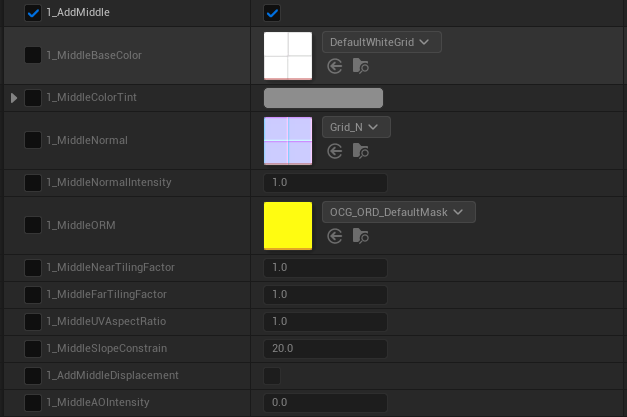 1_AddMiddle
1_MiddleBaseColor
DefaultWhiteGrid
1_MiddleColorTint
1_MiddleNormal
Grid_N
1_MiddleNormalIntensity
1.0
1_MiddleORM
OCG_ORD_DefaultMask
1_MiddleNearTilingFactor
1.0
1_MiddleFarTilingFactor
1.0
1_MiddleUVAspectRatio
1.0
1_MiddleSlopeConstrain
20.0
1_AddMiddleDisplacement
1_MiddleAOIntensity
0.0